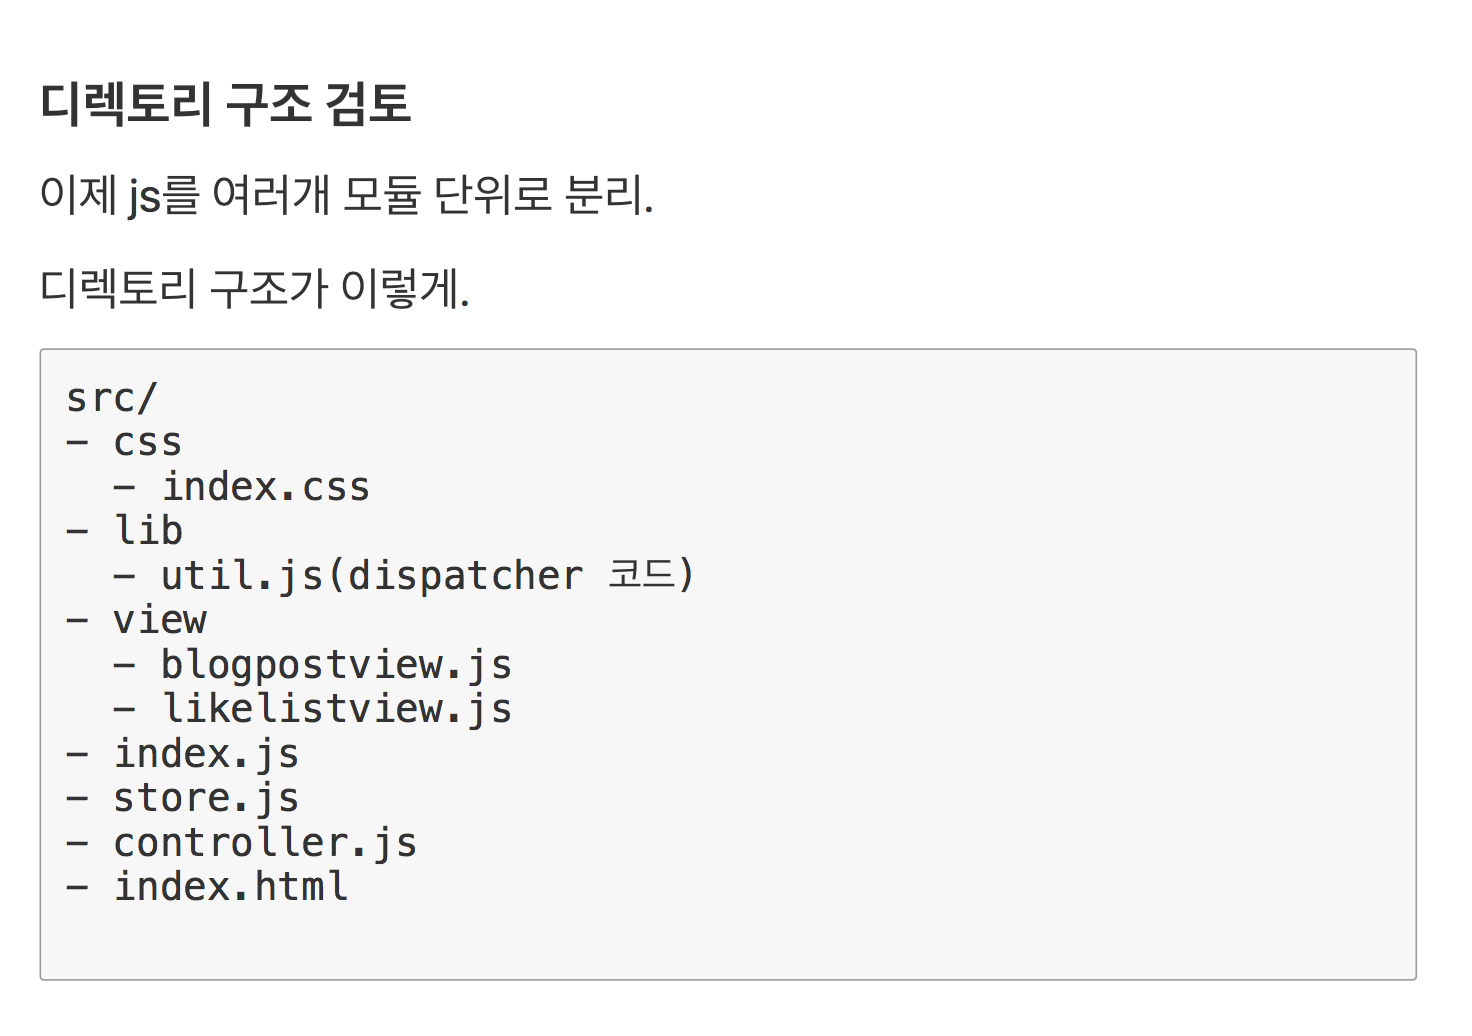 디렉토리 구조 검토
이제 js를 여러개 모듈 단위로 분리.
디렉토리 구조가 이렇게.
src/
- css
  - index.css
- lib
  - util.js(dispatcher 코드)
- view
  - blogpostview.js
  - likelistview.js
- index.js
- store.js
- controller.js
- index.html